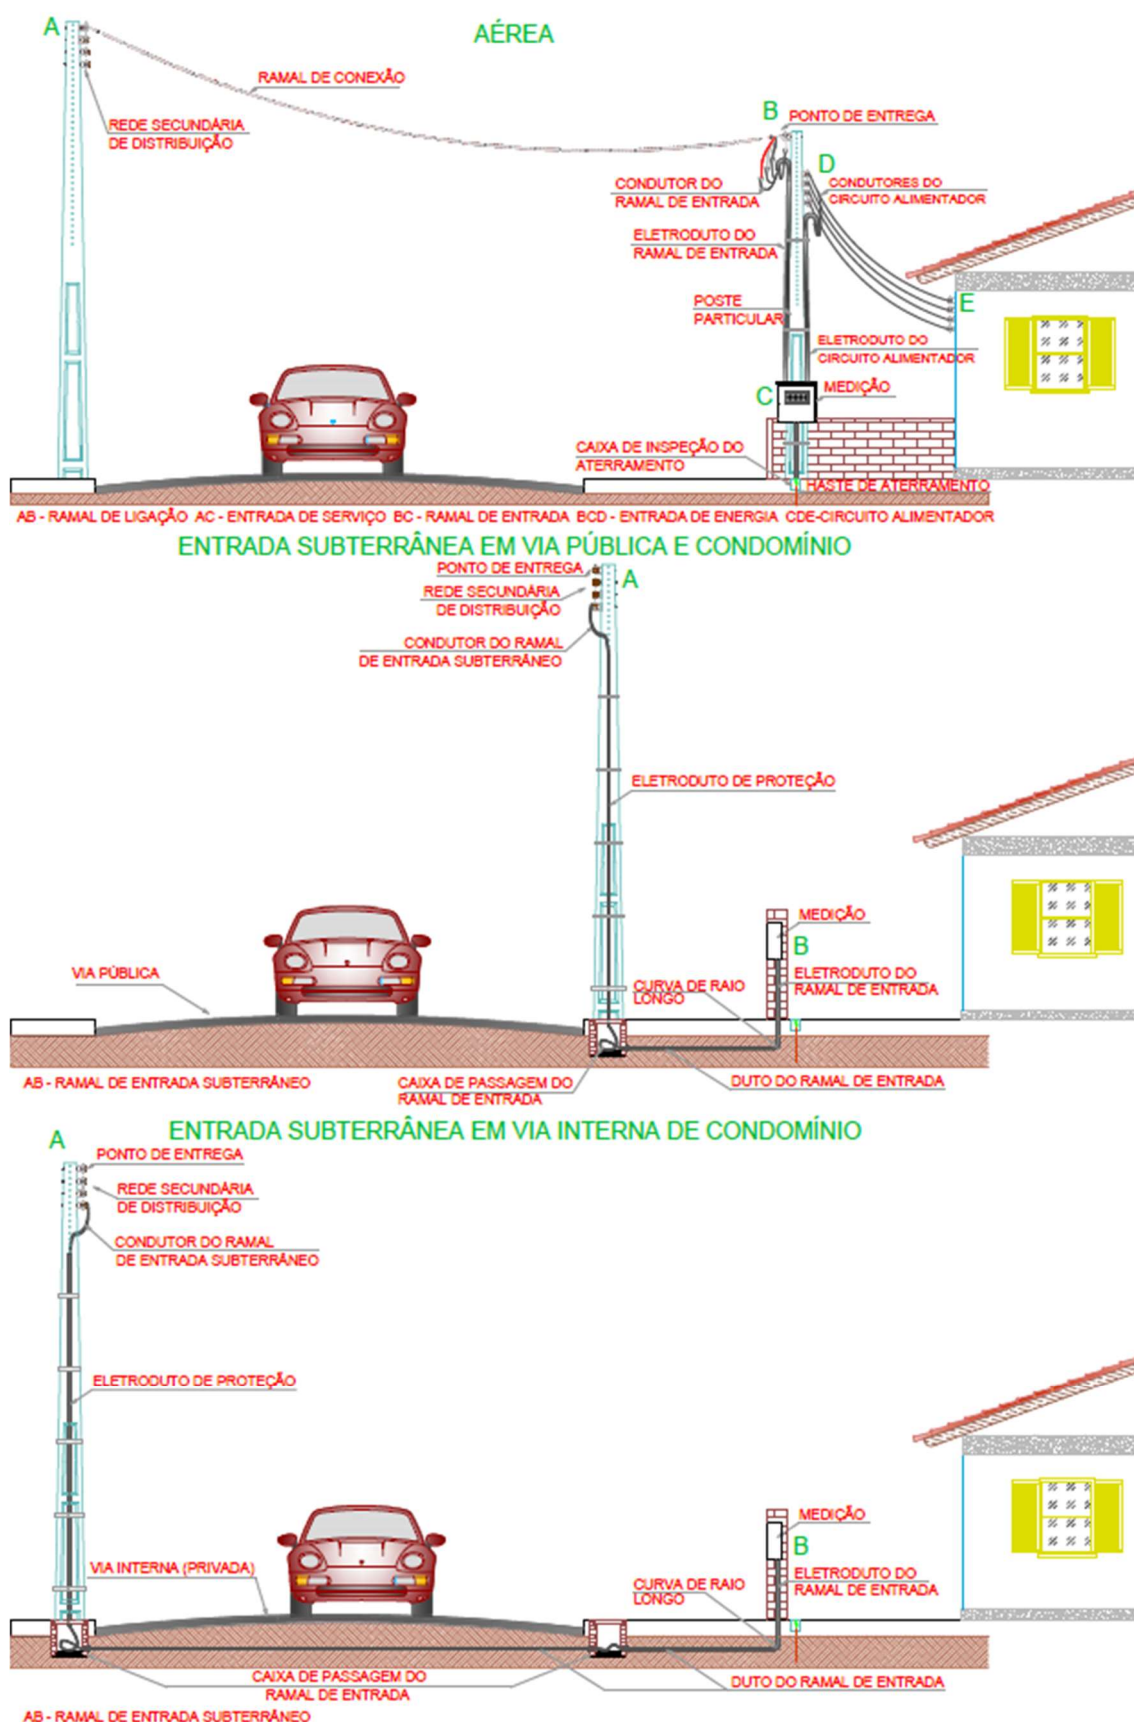 A
AÉREA
RAMAL DE CONEXÃO
REDE SECUNDÁRIA
DE DISTRIBUIÇÃO
B
PONTO DE ENTREGA
D
CONDUTOR DO
RAMAL DE ENTRADA
CONDUTORES DO
CIRCUITO ALIMENTADOR
ELETRODUTO DO
RAMAL DE ENTRADA
POSTE
PARTICULAR
E
ELETRODUTO DO
CIRCUITO ALIMENTADOR
C
MEDIÇÃO
CAIXA DE INSPEÇÃO DO
ATERRAMENTO
HASTE DE ATERRAMENTO
AB - RAMAL DE LIGAÇÃO AC - ENTRADA DE SERVIÇO BC - RAMAL DE ENTRADA BCD - ENTRADA DE ENERGIA CDE-CIRCUITO ALIMENTADOR
ENTRADA SUBTERRÂNEA EM VIA PÚBLICA E CONDOMÍNIO
PONTO DE ENTREGA
A
REDE SECUNDÁRIA
DE DISTRIBUIÇÃO
CONDUTOR DO RAMAL
DE ENTRADA SUBTERRÂNEO
ELETRODUTO DE PROTEÇÃO
MEDIÇÃO
B
VIA PÚBLICA
CURVA DE RAIO
LONGO
ELETRODUTO DO
RAMAL DE ENTRADA
AB - RAMAL DE ENTRADA SUBTERRÂNEO
CAIXA DE PASSAGEM DO
RAMAL DE ENTRADA
DUTO DO RAMAL DE ENTRADA
ENTRADA SUBTERRÂNEA EM VIA INTERNA DE CONDOMÍNIO
A
PONTO DE ENTREGA
REDE SECUNDÁRIA
DE DISTRIBUIÇÃO
CONDUTOR DO RAMAL
DE ENTRADA SUBTERRÂNEO
ELETRODUTO DE PROTEÇÃO
MEDIÇÃO
B
VIA INTERNA (PRIVADA)
CURVA DE RAIO
LONGO
ELETRODUTO DO
RAMAL DE ENTRADA
CAIXA DE PASSAGEM DO
RAMAL DE ENTRADA
DUTO DO RAMAL DE ENTRADA
AB - RAMAL DE ENTRADA SUBTERRÂNEO